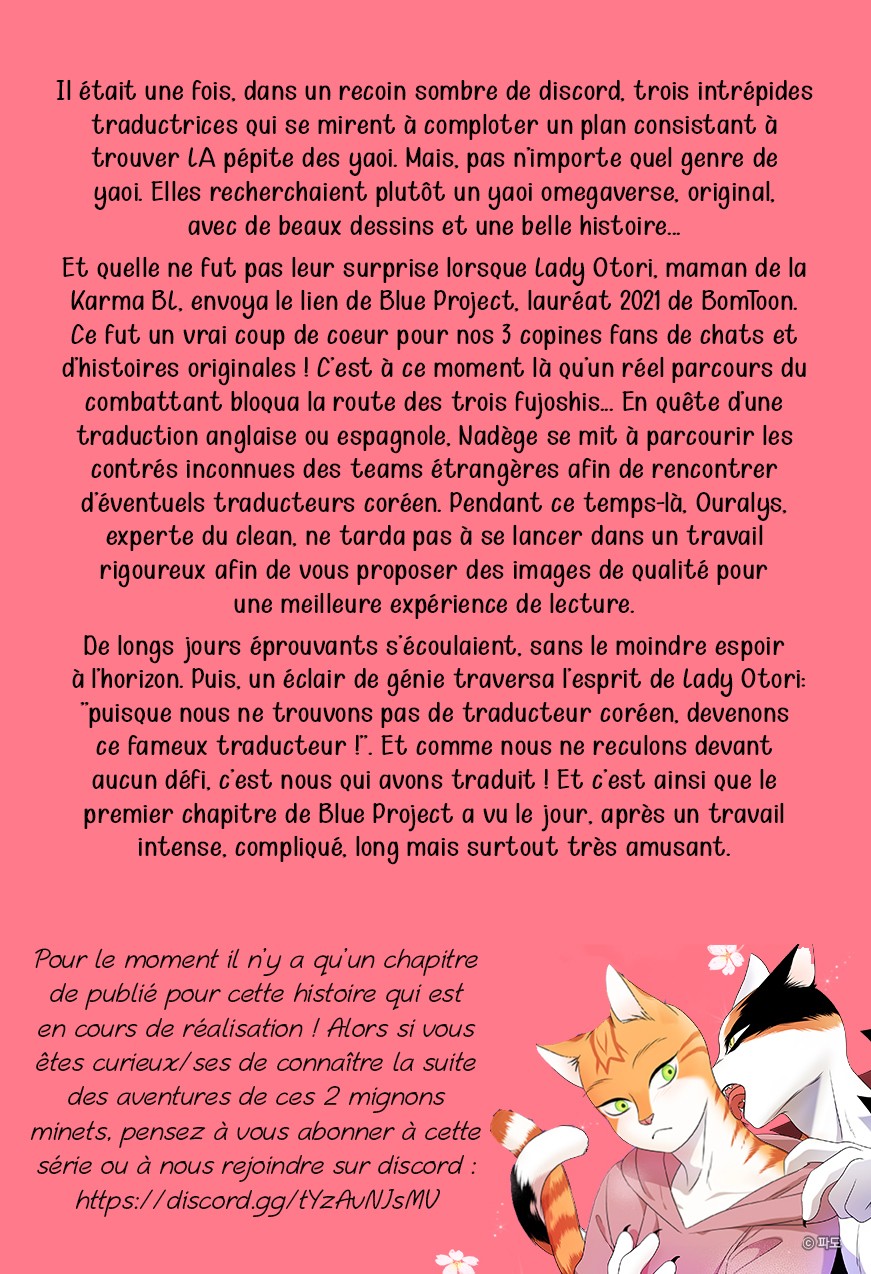 Il était une fois, dans un recoin sombre de discord, trois intrépides
traductrices qui se mirent à comploter un plan consistant à
trouver LA pépite des yaoi. Mais, pas n'importe quel genre de
yaoi. Elles recherchaient plutôt un yaoi omegaverse, original,
avec de beaux dessins et une belle histoire...
Et quelle ne fut pas leur surprise lorsque Lady Otori, maman de la
Karma BL, envoya le lien de Blue Project, lauréat 2021 de BomToon.
Ce fut un vrai coup de coeur pour nos 3 copines fans de chats et
d'histoires originales ! C'est à ce moment là qu'un réel parcours du
combattant bloqua la route des trois fujoshis... En quête d'une
traduction anglaise ou espagnole, Nadège se mit à parcourir les
contrés inconnues des teams étrangères afin de rencontrer
d'éventuels traducteurs coréen. Pendant ce temps-là, Ouralys,
experte du clean, ne tarda pas à se lancer dans un travail
rigoureux afin de vous proposer des images de qualité pour
une meilleure expérience de lecture.
De longs jours éprouvants s'écoulaient, sans le moindre espoir
à l'horizon. Puis, un éclair de génie traversa l'esprit de Lady Otori:
"puisque nous ne trouvons pas de traducteur coréen, devenons
ce fameux traducteur !". Et comme nous ne reculons devant
aucun défi, c'est nous qui avons traduit ! Et c'est ainsi que le
premier chapitre de Blue Project a vu le jour, après un travail
intense, compliqué, long mais surtout très amusant.
Pour le moment il n'y a qu'un chapitre
de publié pour cette histoire qui est
en cours de réalisation ! Alors si vous
êtes curieux/ses de connaître la suite
des aventures de ces 2 mignons
minets, pensez à vous abonner à cette
série ou à nous rejoindre sur discord :
https://discord.gg/tYzAvNJsMV
© 파도